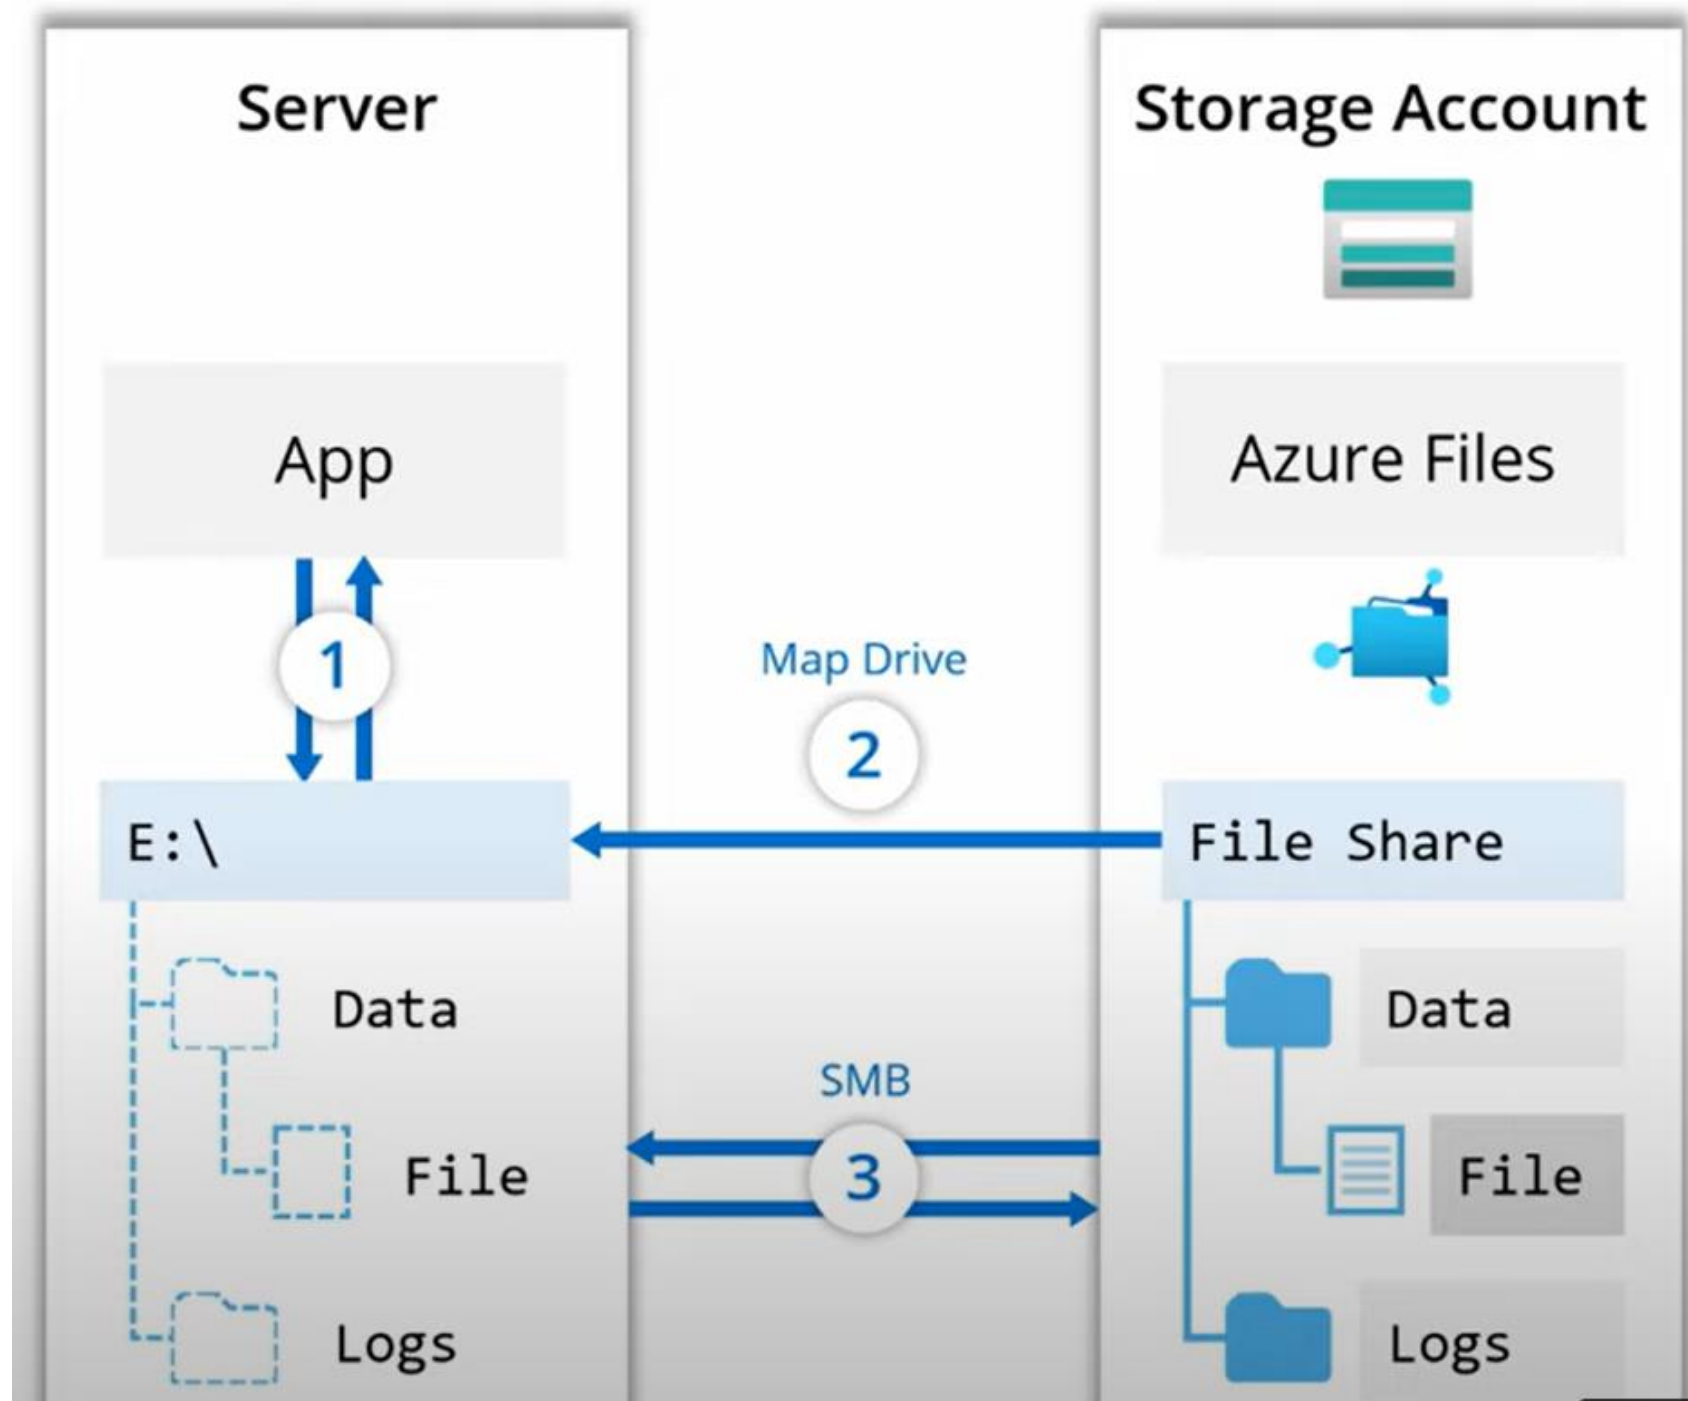 Server
Storage Account
App
Azure Files
1
Map Drive
2
E:\
File Share
Data
Data
SMB
3
File
File
Logs
Logs